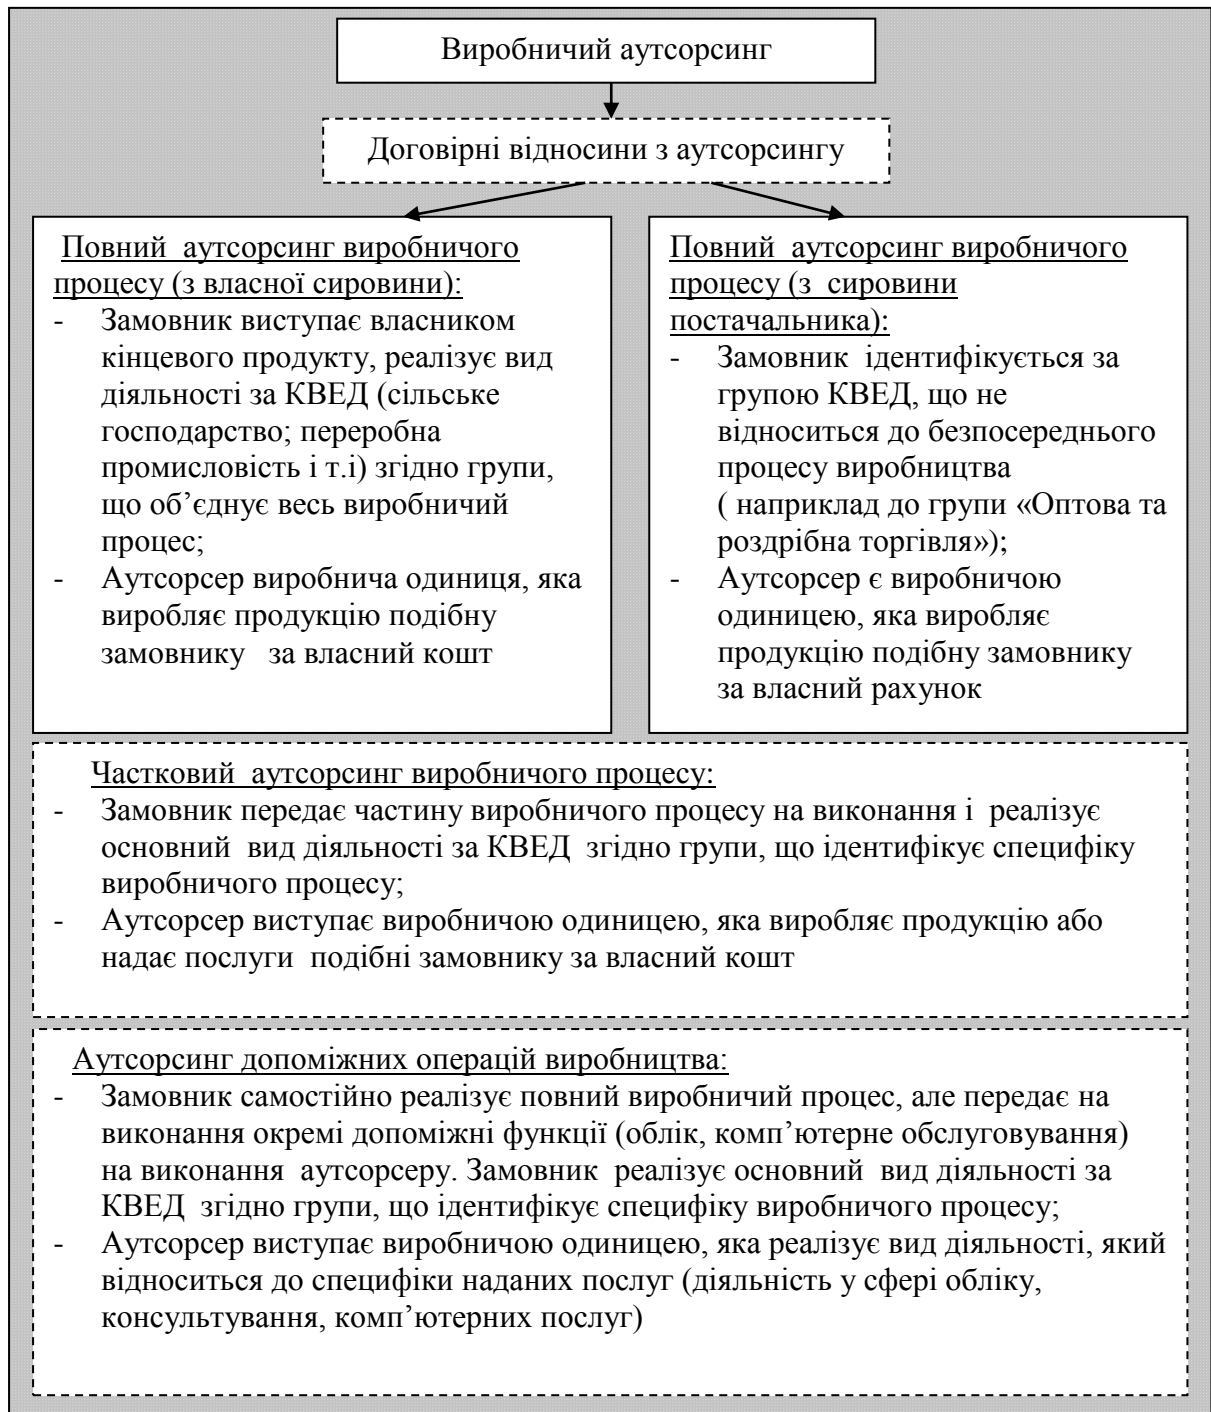 Виробничий аутсорсинг
Договірні відносини з аутсорсингу
Повний аутсорсинг виробничого
процесу (з власної сировини):
- Замовник виступає власником
кінцевого продукту, реалізує вид
діяльності за КВЕД (сільське
господарство; переробна
промисловість і т.і) згідно групи,
що об’єднує весь виробничий
процес;
- Аутсорсер виробнича одиниця, яка
виробляє продукцію подібну
замовнику за власний кошт
Повний аутсорсинг виробничого
процесу (з сировини
постачальника):
- Замовник ідентифікується за
групою КВЕД, що не
відноситься до безпосереднього
процесу виробництва
( наприклад до групи «Оптова та
роздрібна торгівля»);
- Аутсорсер є виробничою
одиницею, яка виробляє
продукцію подібну замовнику
за власний рахунок
Частковий аутсорсинг виробничого процесу:
- Замовник передає частину виробничого процесу на виконання і реалізує
основний вид діяльності за КВЕД згідно групи, що ідентифікує специфіку
виробничого процесу;
- Аутсорсер виступає виробничою одиницею, яка виробляє продукцію або
надає послуги подібні замовнику за власний кошт
Аутсорсинг допоміжних операцій виробництва:
- Замовник самостійно реалізує повний виробничий процес, але передає на
виконання окремі допоміжні функції (облік, комп’ютерне обслуговування)
на виконання аутсорсеру. Замовник реалізує основний вид діяльності за
КВЕД згідно групи, що ідентифікує специфіку виробничого процесу;
- Аутсорсер виступає виробничою одиницею, яка реалізує вид діяльності, який
відноситься до специфіки наданих послуг (діяльність у сфері обліку,
консультування, комп’ютерних послуг)